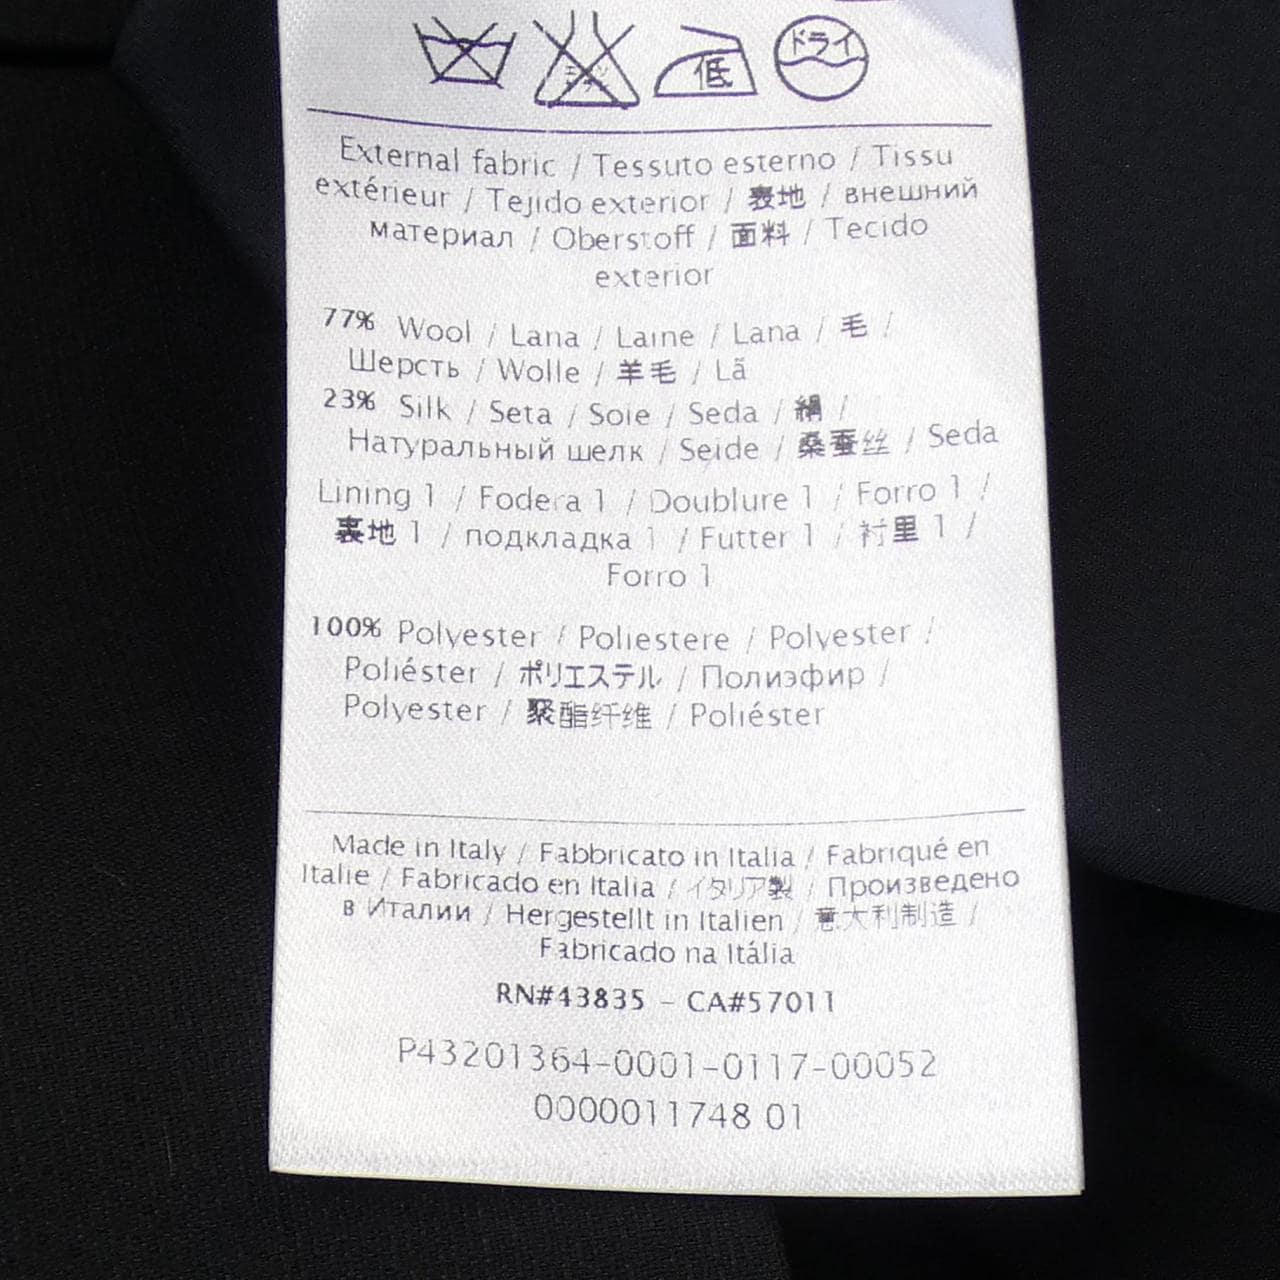 低 ドライ
External fabric / Tessuto esterno / Tissu
extérieur / Tejido exterior / 表地 / внешний
материал / Oberstoff / 面料 / Tecido
exterior
77% Wool / Lana / Laine / Lana / 毛 /
Шерсть / Wolle / 羊毛 / Lã
23% Silk / Seta / Soie / Seda / 絹 /
Натуральный шелк / Seide / 桑蚕丝 / Seda
Lining 1 / Fodera 1 / Doublure 1 / Forro 1 /
裏地 1 / подкладка 1 / Futter 1 / 衬里 1 /
Forro 1
100% Polyester / Poliestere / Polyester /
Poliéster / ポリエステル / Полиэфир /
Polyester / 聚酯纤维 / Poliéster
Made in Italy / Fabbricato in Italia / Fabriqué en
Italie / Fabricado en Italia / イタリア製 / Произведено
в Италии / Hergestellt in Italien / 意大利制造 /
Fabricado na Itália
RN#43835 – CA#57011
P43201364-0001-0117-00052
0000011748 01